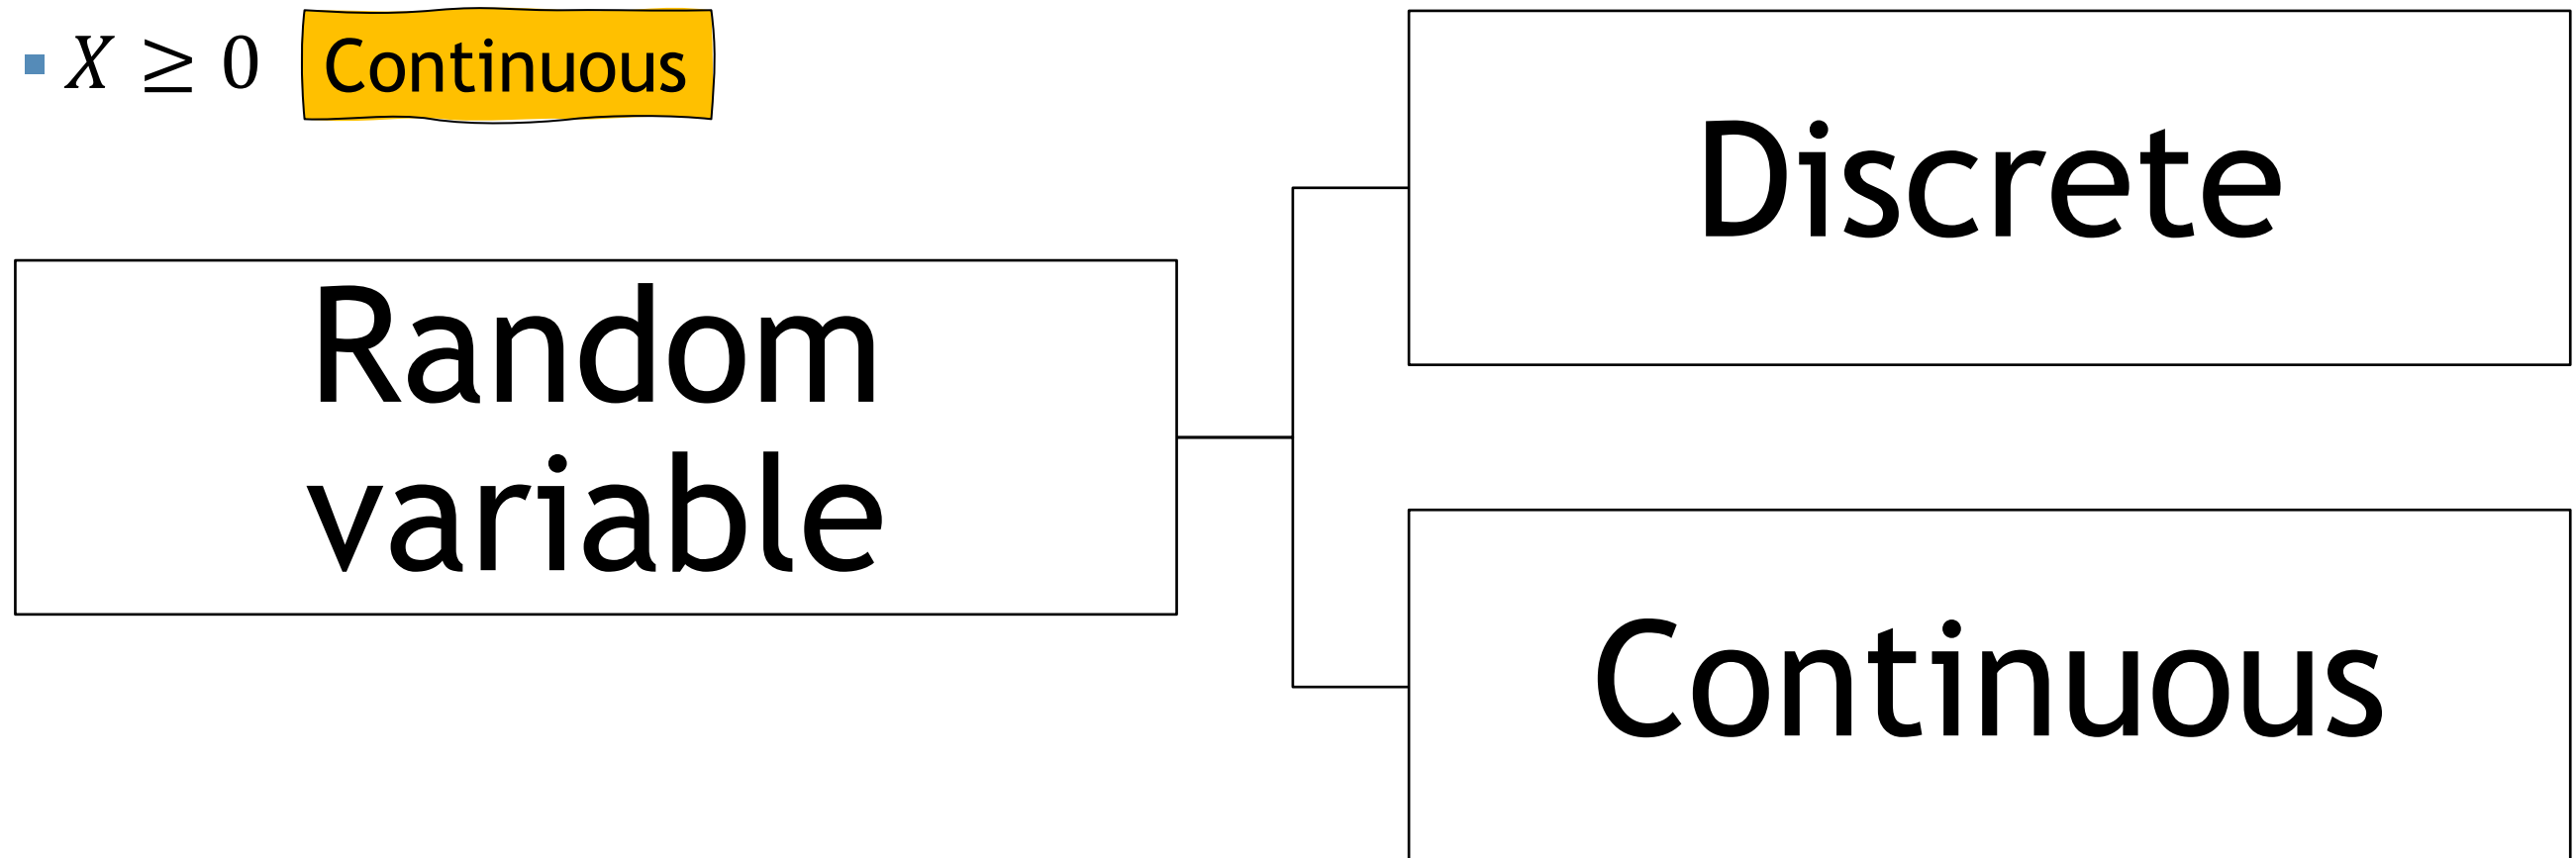 ▪ X ≥ 0 Continuous
Discrete
Random
variable
Continuous